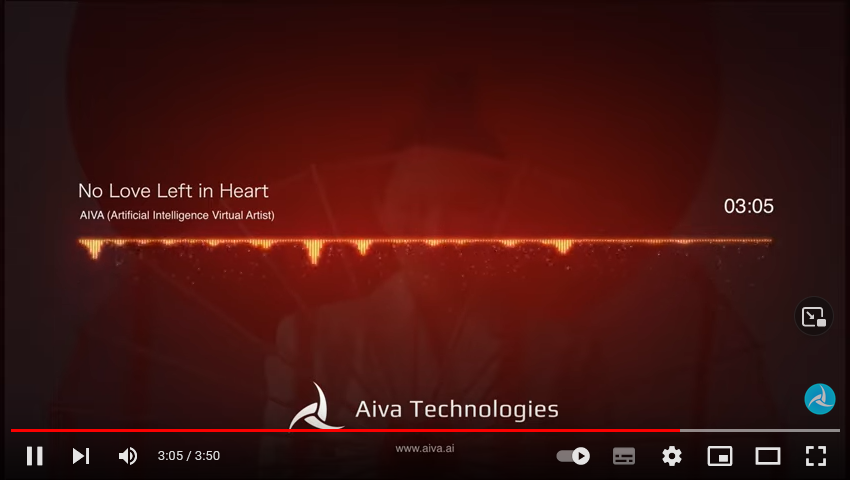 No Love Left in Heart
AIVA (Artificial Intelligence Virtual Artist)
03:05
Aiva Technologies
www.aiva.ai
3:05 / 3:50